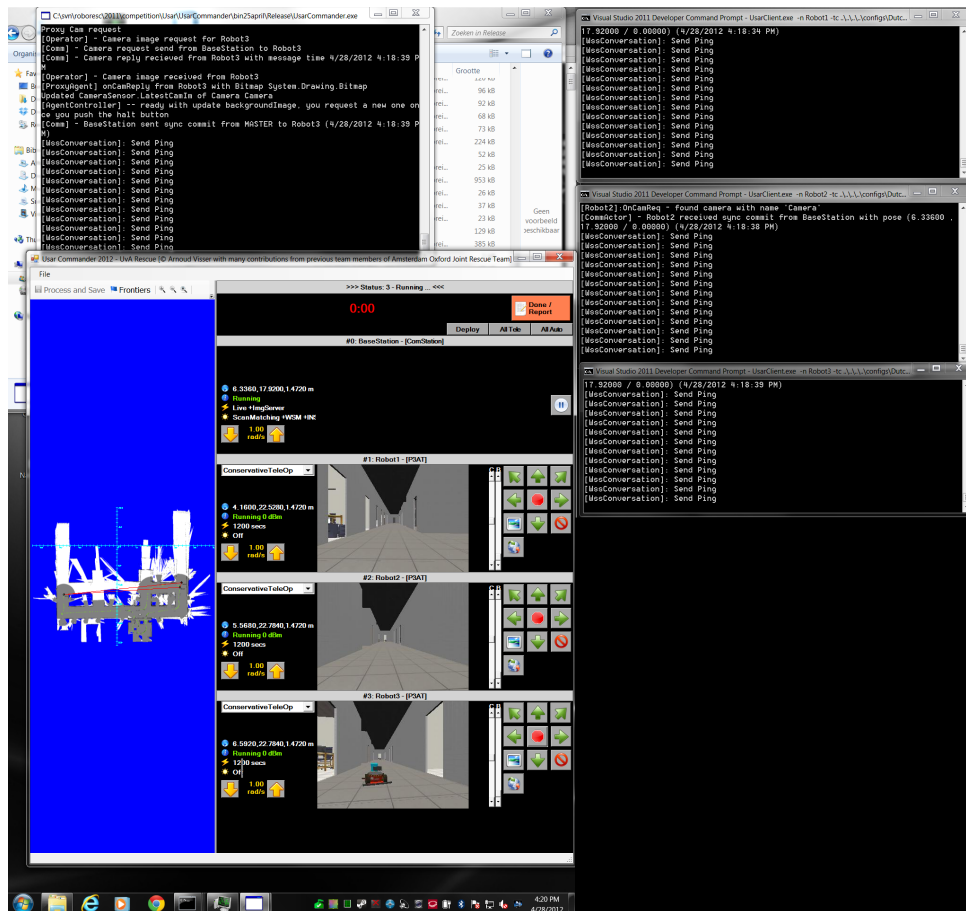 C:\svn\roboresc\2011\competition\Usar\UsarCommander\bin25april\Release\UsarCommander.exe
Proxy Cam request
[Operator] - Camera image request for Robot3
[Comm] - Camera request send from BaseStation to Robot3
[Comm] - Camera reply recieved from Robot3 with message time 4/28/2012 4:18:39 P
M
[Operator] - Camera image received from Robot3
[ProxyAgent] onCamReply from Robot3 with Bitmap System.Drawing.Bitmap
Updated CameraSensor.LatestCamIm of Camera Camera
[AgentController] -- ready with update backgroundImage, you request a new one on
ce you push the halt button
[Comm] - BaseStation sent sync commit from MASTER to Robot3 (4/28/2012 4:18:39 P
M)
[WssConversation]: Send Ping
[WssConversation]: Send Ping
[WssConversation]: Send Ping
[WssConversation]: Send Ping
[WssConversation]: Send Ping
[WssConversation]: Send Ping
[WssConversation]: Send Ping
[WssConversation]: Send Ping
[WssConversation]: Send Ping
[WssConversation]: Send Ping
[WssConversation]: Send Ping
Zoeken in Release
Grootte
96 kB
92 kB
68 kB
73 kB
224 kB
52 kB
25 kB
953 kB
26 kB
37 kB
23 kB
129 kB
385 kB
Geen
voorbeeld
beschikbaar
Visual Studio 2011 Developer Command Prompt - UsarClient.exe -n Robot1 -tc ..\..\..\..\configs\Dutc...
17.92000 / 0.00000) (4/28/2012 4:18:34 PM)
[WssConversation]: Send Ping
[WssConversation]: Send Ping
[WssConversation]: Send Ping
[WssConversation]: Send Ping
[WssConversation]: Send Ping
[WssConversation]: Send Ping
[WssConversation]: Send Ping
[WssConversation]: Send Ping
[WssConversation]: Send Ping
[WssConversation]: Send Ping
[WssConversation]: Send Ping
[WssConversation]: Send Ping
[WssConversation]: Send Ping
[WssConversation]: Send Ping
Visual Studio 2011 Developer Command Prompt - UsarClient.exe -n Robot2 -tc ..\..\..\..\configs\Dutc...
[Robot2]:OnCamReq - found camera with name 'Camera'
[CommActor] - Robot2 received sync commit from BaseStation with pose (6.33600 ,
17.92000 / 0.00000) (4/28/2012 4:18:38 PM)
[WssConversation]: Send Ping
[WssConversation]: Send Ping
[WssConversation]: Send Ping
[WssConversation]: Send Ping
[WssConversation]: Send Ping
[WssConversation]: Send Ping
[WssConversation]: Send Ping
[WssConversation]: Send Ping
[WssConversation]: Send Ping
[WssConversation]: Send Ping
[WssConversation]: Send Ping
[WssConversation]: Send Ping
[WssConversation]: Send Ping
Visual Studio 2011 Developer Command Prompt - UsarClient.exe -n Robot3 -tc ..\..\..\..\configs\Dutc...
17.92000 / 0.00000) (4/28/2012 4:18:39 PM)
[WssConversation]: Send Ping
[WssConversation]: Send Ping
[WssConversation]: Send Ping
[WssConversation]: Send Ping
[WssConversation]: Send Ping
[WssConversation]: Send Ping
[WssConversation]: Send Ping
[WssConversation]: Send Ping
[WssConversation]: Send Ping
[WssConversation]: Send Ping
[WssConversation]: Send Ping
Usar Commander 2012 - UvA Rescue [© Arnoud Visser with many contributions from previous team members of Amsterdam Oxford Joint Rescue Team]
File
Process and Save Frontiers
>>> Status: 3 - Running ... <<<
0:00
Done /
Report
Deploy All Tele All Auto
#0: BaseStation - [ComStation]
6.3360,17.9200,1.4720 m
Running
Live +ImgServer
ScanMatching +WSM +INS
1.00
rad/s
#1: Robot1 - [P3AT]
ConservativeTeleOp
C B
4.1600,22.5280,1.4720 m
Running 0 dBm
1200 secs
Off
1.00
rad/s
#2: Robot2 - [P3AT]
ConservativeTeleOp
C B
5.5680,22.7840,1.4720 m
Running 0 dBm
1200 secs
Off
1.00
rad/s
#3: Robot3 - [P3AT]
ConservativeTeleOp
C B
6.5920,22.7840,1.4720 m
Running 0 dBm
1200 secs
Off
1.00
rad/s
4:20 PM
4/28/2012